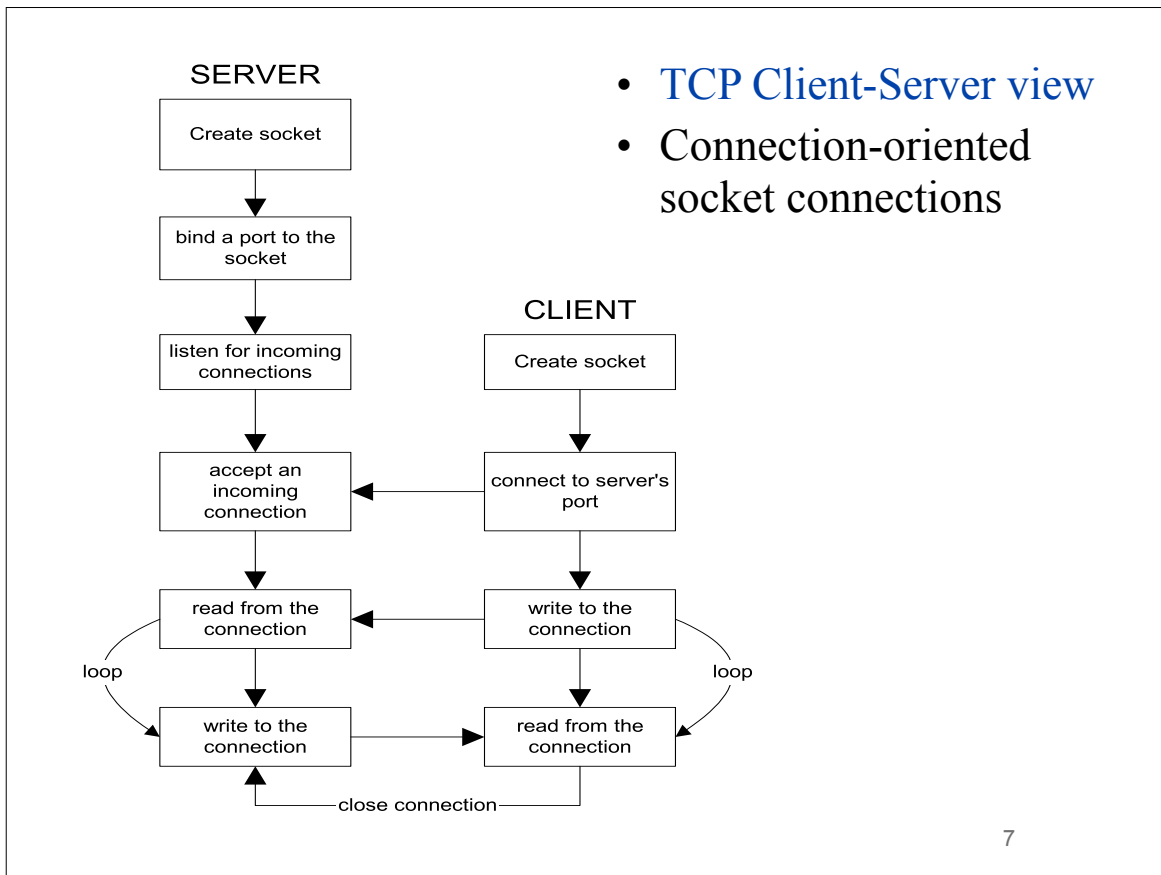 SERVER
Create socket
bind a port to the
socket
listen for incoming
connections
accept an
incoming
connection
read from the
connection
loop
write to the
connection
CLIENT
Create socket
connect to server's
port
write to the
connection
loop
read from the
connection
close connection
• TCP Client-Server view
• Connection-oriented
socket connections
7